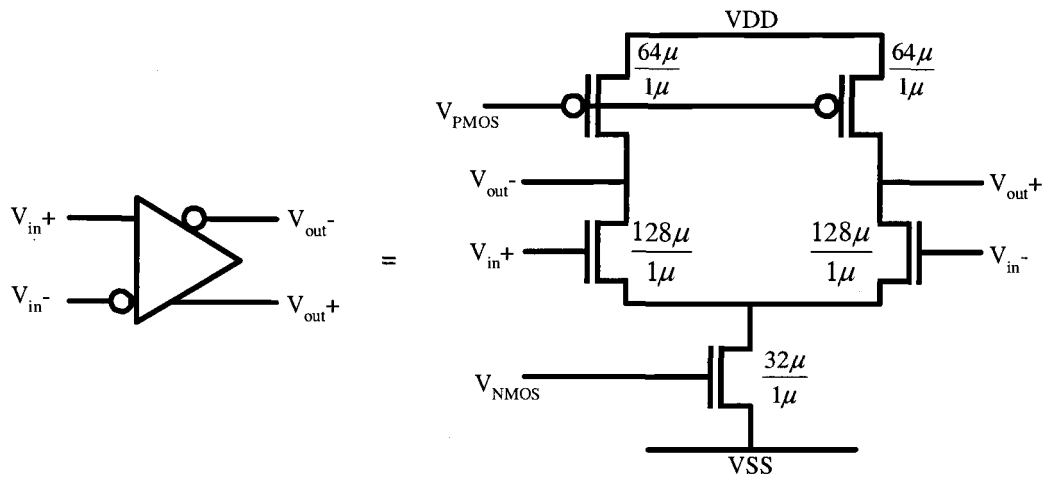 VDD
64μ
1μ
64μ
1μ
V_PMOS
V_out-
V_out+
V_in+
V_out-
128μ
1μ
128μ
1μ
V_in+
V_in-
=
V_in-
V_out+
32μ
1μ
V_NMOS
VSS